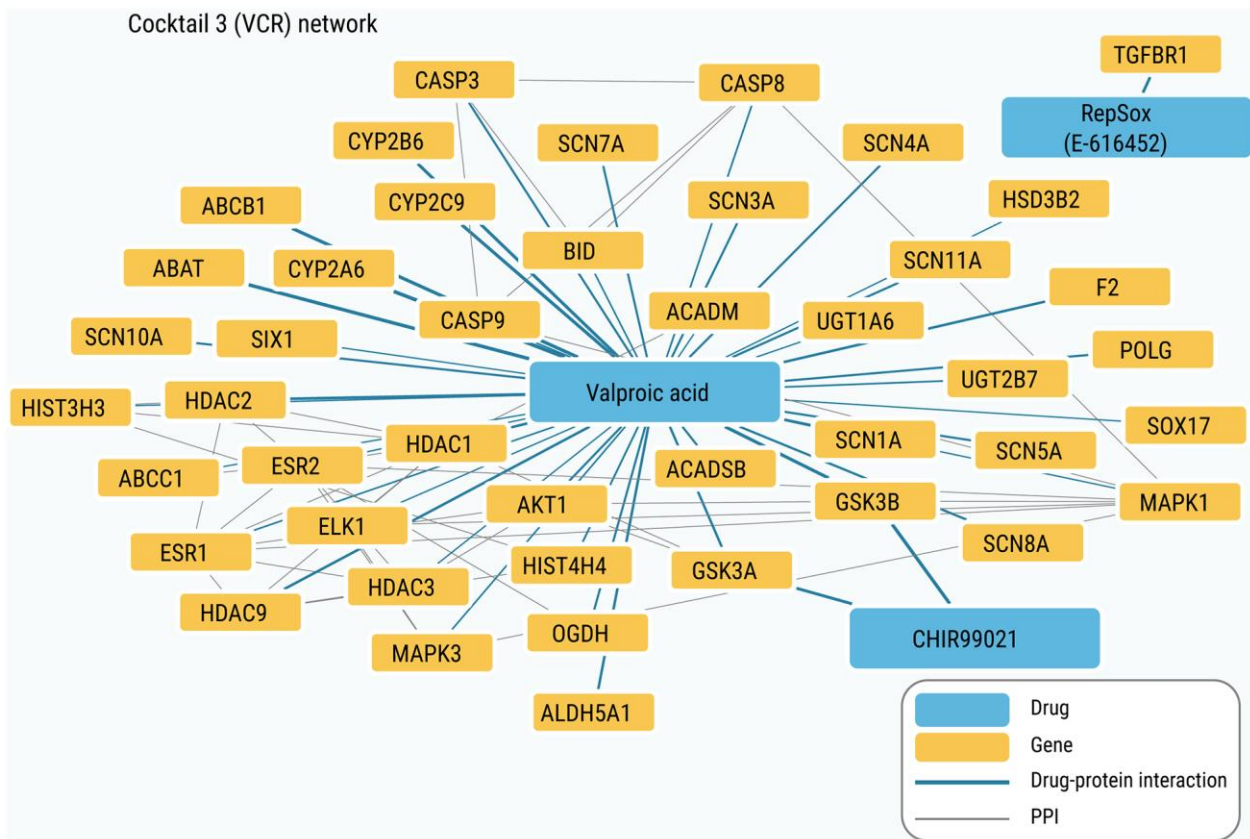 Cocktail 3 (VCR) network
TGFBR1
CASP3
CASP8
RepSox
(E-616452)
CYP2B6
SCN7A
SCN4A
ABCB1
CYP2C9
SCN3A
HSD3B2
BID
ABAT
CYP2A6
SCN11A
F2
CASP9
ACADM
UGT1A6
SCN10A
SIX1
POLG
Valproic acid
UGT2B7
HIST3H3
HDAC2
SOX17
HDAC1
SCN1A
SCN5A
ABCC1
ESR2
ACADSB
AKT1
GSK3B
MAPK1
ELK1
ESR1
SCN8A
HIST4H4
GSK3A
HDAC3
HDAC9
OGDH
CHIR99021
MAPK3
ALDH5A1
Drug
Gene
Drug-protein interaction
PPI